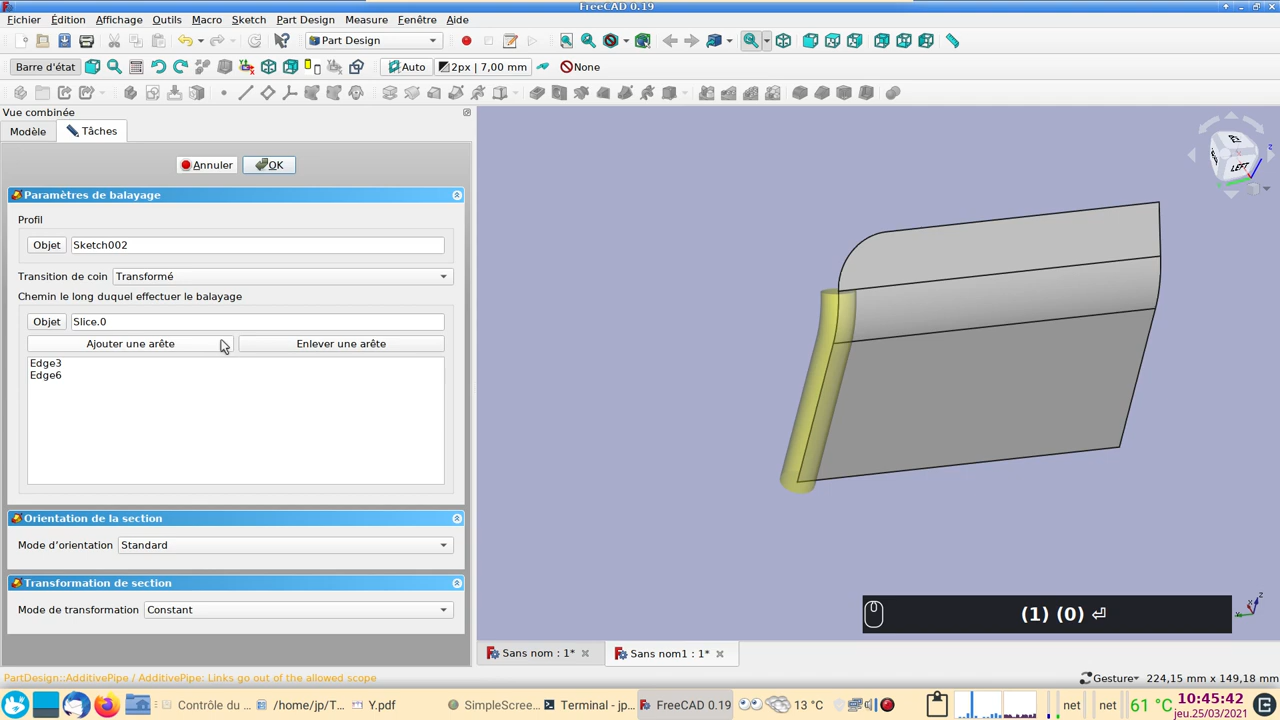 FreeCAD 0.19
Fichier Édition Affichage Outils Macro Sketch Part Design Measure Fenêtre Aide
Part Design
Barre d'état Auto 2px | 7,00 mm None
Vue combinée
Modèle Tâches
Annuler OK
Paramètres de balayage
Profil
Objet Sketch002
Transition de coin Transformé
Chemin le long duquel effectuer le balayage
Objet Slice.0
Ajouter une arête Enlever une arête
Edge3
Edge6
Orientation de la section
Mode d'orientation Standard
Transformation de section
Mode de transformation Constant
LEFT
(1) (0) ⏎
Sans nom : 1* Sans nom1 : 1*
PartDesign::AdditivePipe / AdditivePipe: Links go out of the allowed scope
Gesture 224,15 mm x 149,18 mm
Contrôle du ... /home/jp/T... Y.pdf SimpleScree... Terminal - jp... FreeCAD 0.19 13 °C net net 61 °C 10:45:42
jeu.25/03/2021